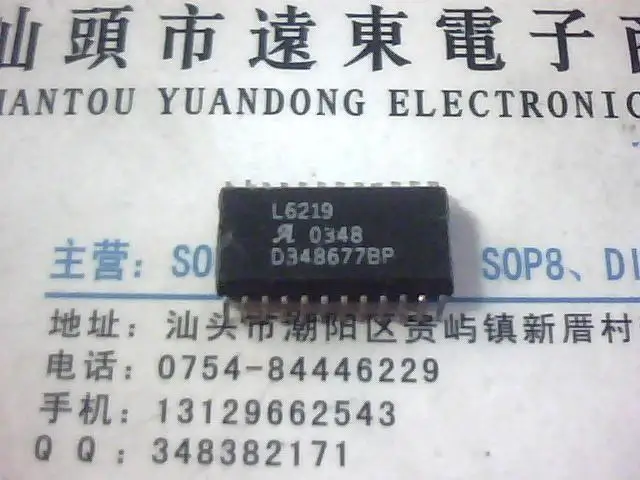 汕頭市遠東電子
SHANTOU YUANDONG ELECTRONIC
L6219
A 0348
D348677BP
主营: SO SOP8、DI
地址: 汕头市潮阳区贵屿镇新厝村
电话: 0754-84446229
手机: 13129662543
Q Q : 348382171